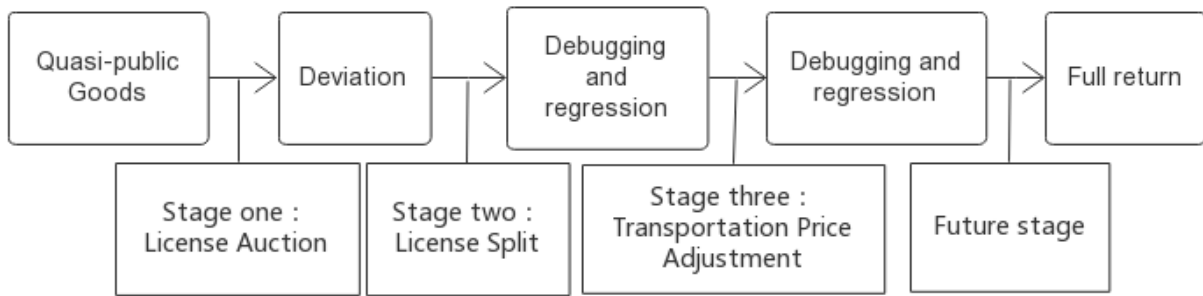 Quasi-public
Goods
Deviation
Debugging
and
regression
Debugging and
regression
Full return
Stage one：
License Auction
Stage two：
License Split
Stage three：
Transportation Price
Adjustment
Future stage